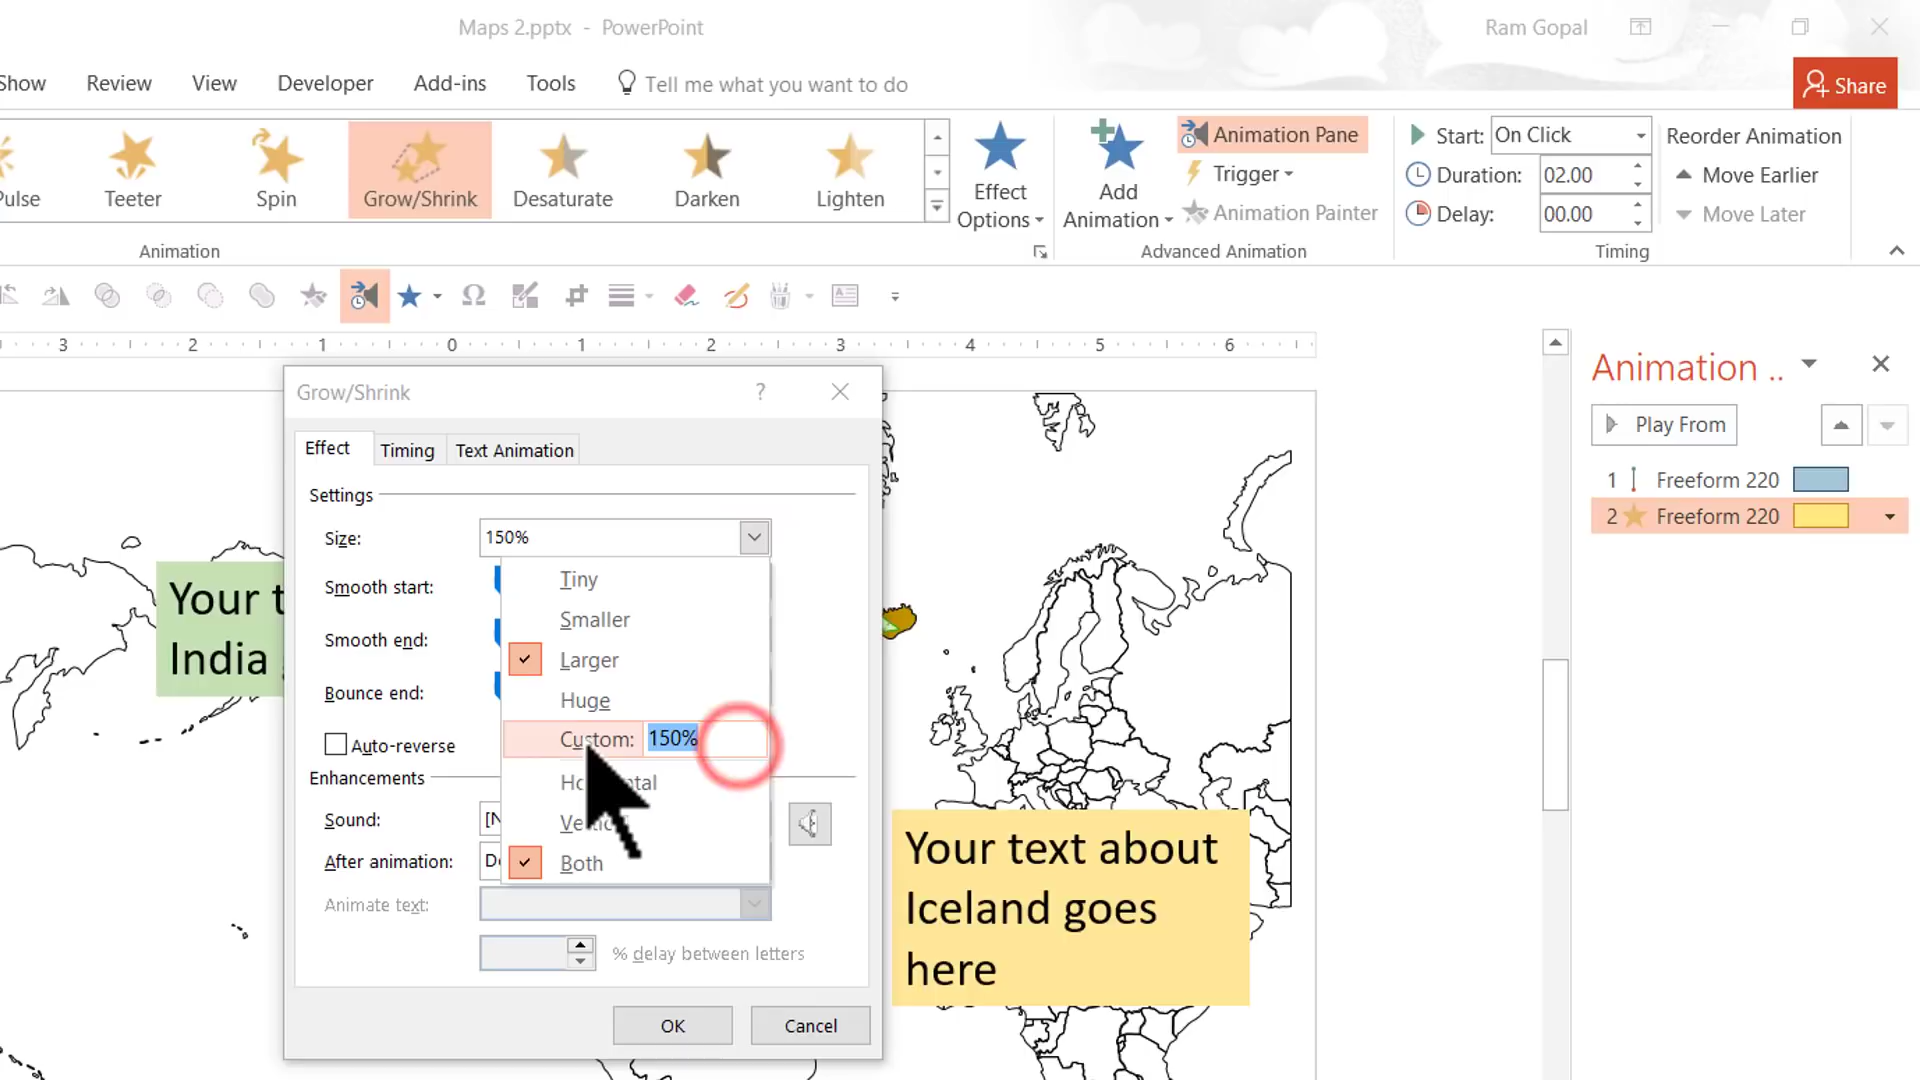 Maps 2.pptx - PowerPoint
Ram Gopal
Show Review View Developer Add-ins Tools Tell me what you want to do
Share
Pulse Teeter Spin Grow/Shrink Desaturate Darken Lighten
Effect Options
Add Animation
Animation Pane
Trigger
Animation Painter
Start: On Click
Duration: 02.00
Delay: 00.00
Reorder Animation
Move Earlier
Move Later
Animation
Advanced Animation
Timing
3 2 1 0 1 2 3 4 5 6
Grow/Shrink ?
Effect Timing Text Animation
Settings
Size: 150%
Smooth start:
Smooth end:
Bounce end:
Auto-reverse
Enhancements
Sound: [N
After animation: Do
Animate text:
% delay between letters
OK Cancel
Tiny
Smaller
Larger
Huge
Custom: 150%
Both
Your t
India
Your text about
Iceland goes
here
Animation ..
Play From
1 Freeform 220
2 Freeform 220